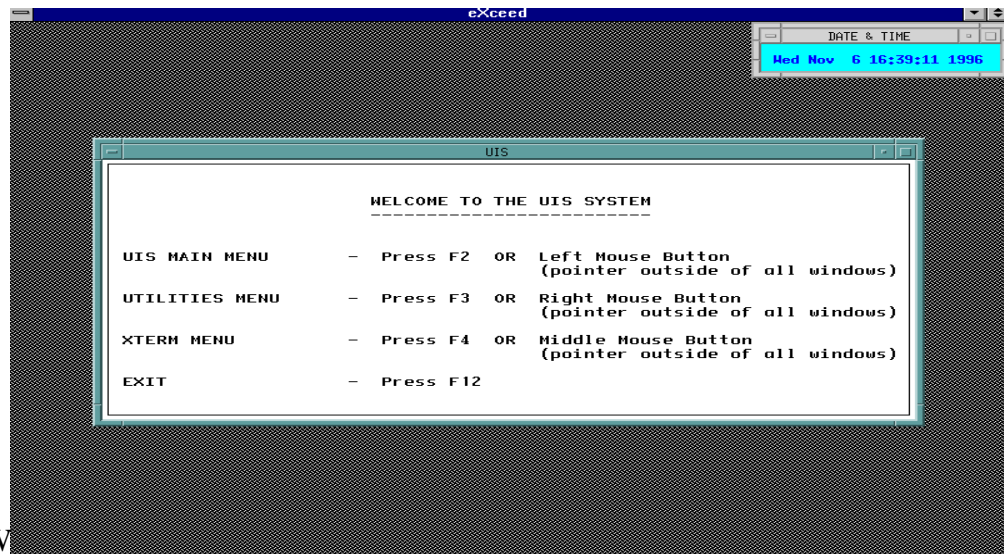 eXceed
DATE & TIME
Wed Nov  6 16:39:11 1996
UIS
WELCOME TO THE UIS SYSTEM
--------------------------
UIS MAIN MENU - Press F2 OR Left Mouse Button
(pointer outside of all windows)
UTILITIES MENU - Press F3 OR Right Mouse Button
(pointer outside of all windows)
XTERM MENU - Press F4 OR Middle Mouse Button
(pointer outside of all windows)
EXIT - Press F12